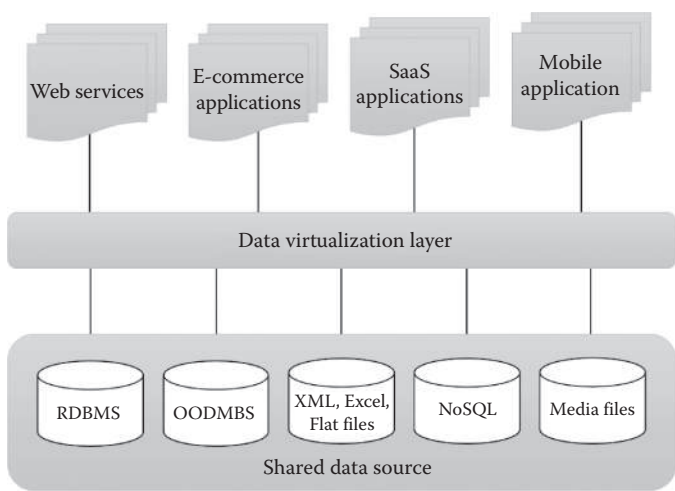 Web services
E-commerce
applications
SaaS
applications
Mobile
application
Data virtualization layer
RDBMS
OODMBS
XML, Excel,
Flat files
NoSQL
Media files
Shared data source